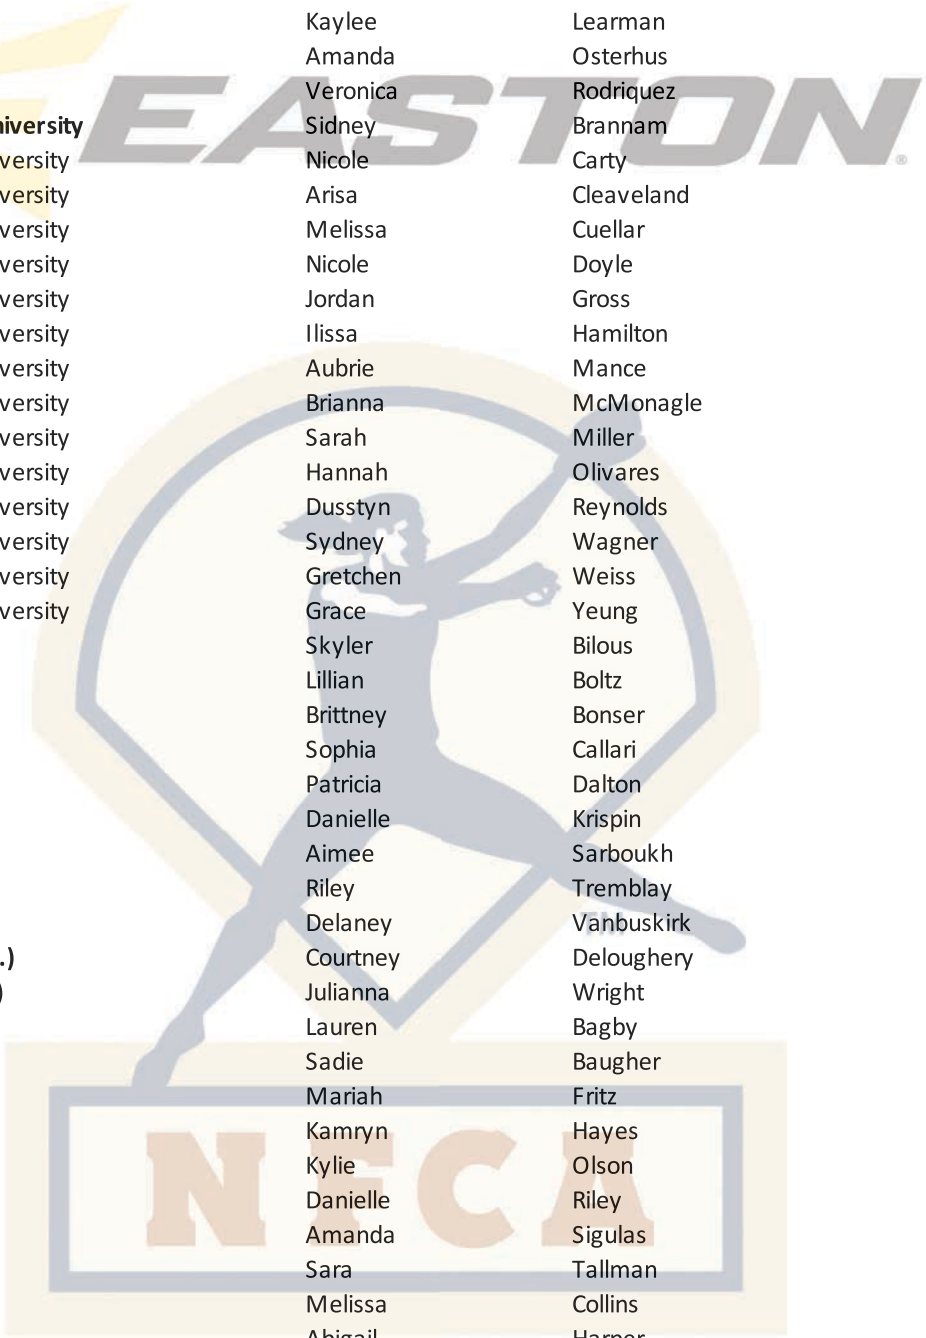 Kaylee Learman
Amanda Osterhus
EASTON®
Veronica Rodriquez
niversity Sidney Brannam
versity Nicole Carty
versity Arisa Cleaveland
versity Melissa Cuellar
versity Nicole Doyle
versity Jordan Gross
versity Ilissa Hamilton
versity Aubrie Mance
versity Brianna McMonagle
versity Sarah Miller
versity Hannah Olivares
versity Dusstyn Reynolds
versity Sydney Wagner
versity Gretchen Weiss
versity Grace Yeung
Skyler Bilous
Lillian Boltz
Brittney Bonser
Sophia Callari
Patricia Dalton
Danielle Krispin
Aimee Sarboukh
Riley Tremblay
Delaney Vanbuskirk
TM
.) Courtney Deloughery
) Julianna Wright
Lauren Bagby
Sadie Baugher
Mariah Fritz
Kamryn Hayes
Kylie Olson
NFCA
Danielle Riley
Amanda Sigulas
Sara Tallman
Melissa Collins
Abigail Harper